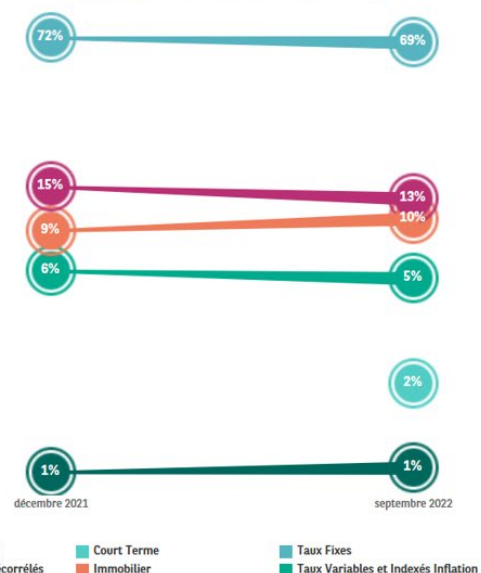 72%
69%
15%
13%
9%
10%
6%
5%
2%
1%
1%
décembre 2021
septembre 2022
Court Terme
Taux Fixes
Immobilier
Taux Variables et Indexés Inflation